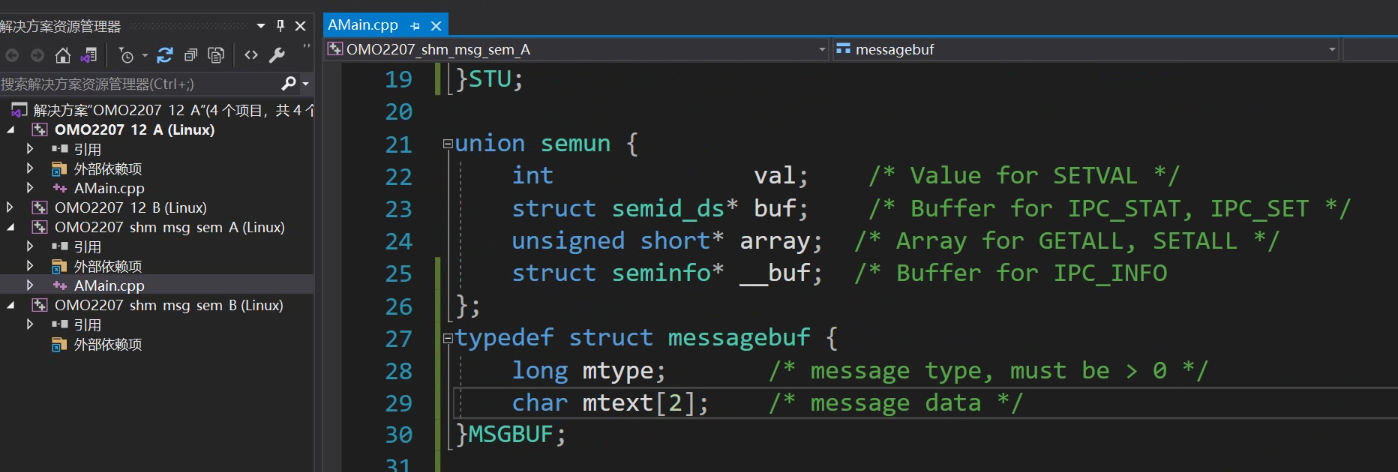 解决方案资源管理器
搜索解决方案资源管理器(Ctrl+;)
解决方案"OMO2207 12 A"(4 个项目，共 4 个
OMO2207 12 A (Linux)
引用
外部依赖项
AMain.cpp
OMO2207 12 B (Linux)
OMO2207 shm msg sem A (Linux)
引用
外部依赖项
AMain.cpp
OMO2207 shm msg sem B (Linux)
引用
外部依赖项
AMain.cpp
OMO2207_shm_msg_sem_A
messagebuf
19 }STU;
20
21 union semun {
22 int val; /* Value for SETVAL */
23 struct semid_ds* buf; /* Buffer for IPC_STAT, IPC_SET */
24 unsigned short* array; /* Array for GETALL, SETALL */
25 struct seminfo* __buf; /* Buffer for IPC_INFO
26 };
27 typedef struct messagebuf {
28 long mtype; /* message type, must be > 0 */
29 char mtext[2]; /* message data */
30 }MSGBUF;
31